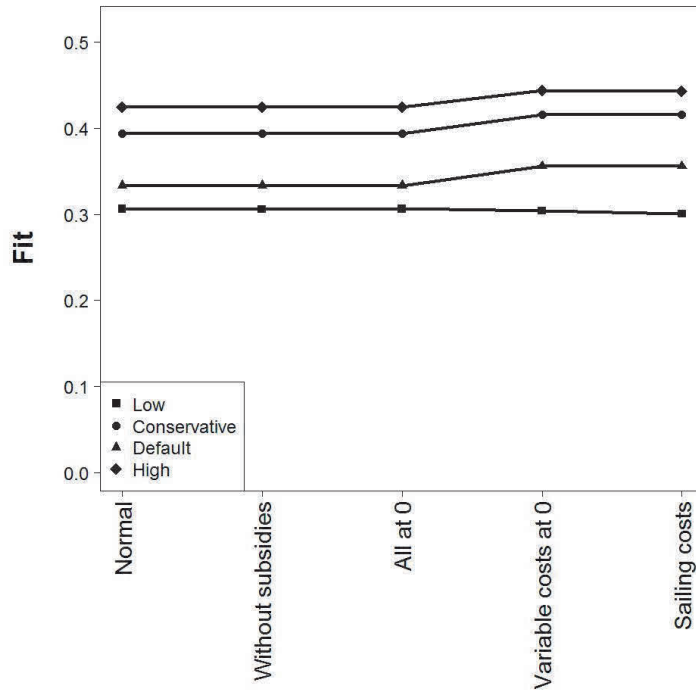 0.5
0.4
0.3
0.2
0.1
0.0
Fit
Low
Conservative
Default
High
Normal
Without subsidies
All at 0
Variable costs at 0
Sailing costs